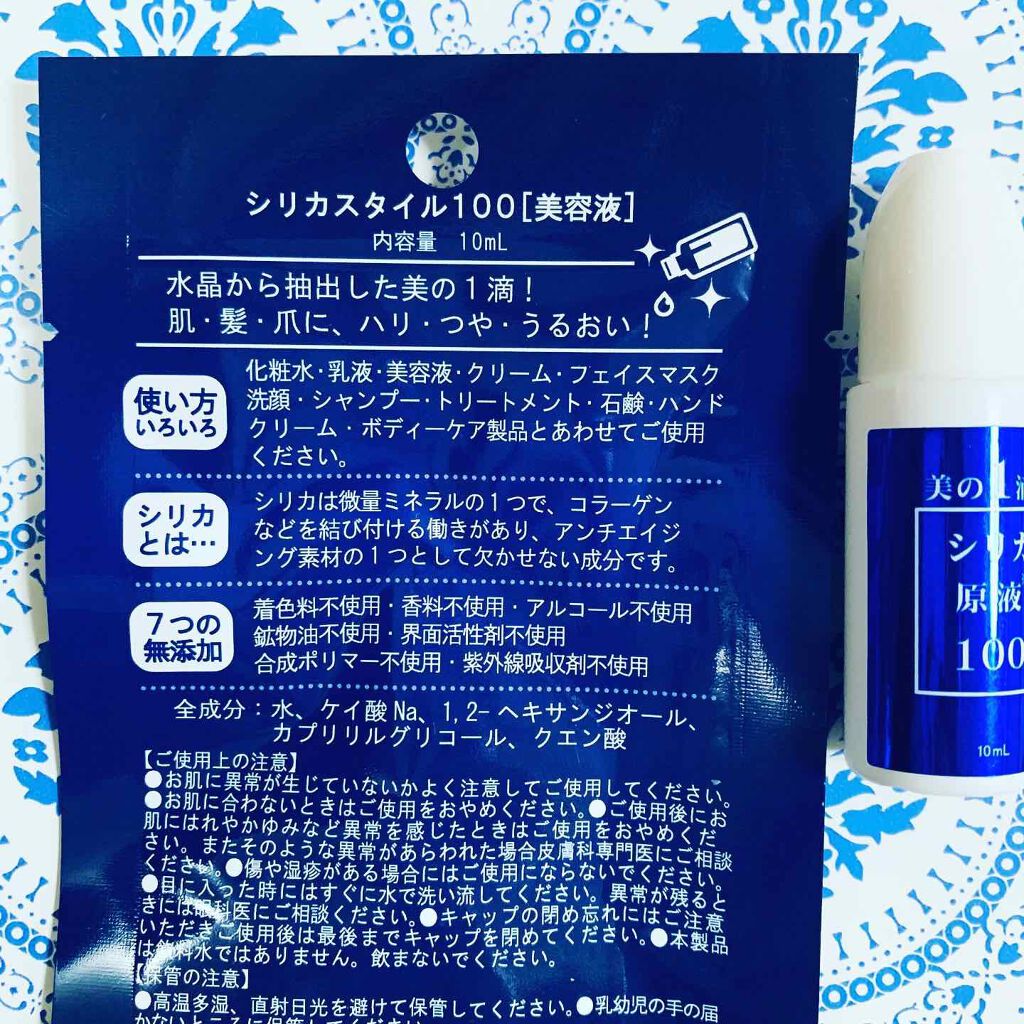 シリカスタイル100[美容液]
内容量 10mL
水晶から抽出した美の1滴！
肌・髪・爪に、ハリ・つや・うるおい！
使い方
いろいろ
化粧水・乳液・美容液・クリーム・フェイスマスク
洗顔・シャンプー・トリートメント・石鹸・ハンド
クリーム・ボディーケア製品とあわせてご使用
ください。
シリカ
とは…
シリカは微量ミネラルの1つで、コラーゲン
などを結び付ける働きがあり、アンチエイジ
ング素材の1つとして欠かせない成分です。
7つの
無添加
着色料不使用・香料不使用・アルコール不使用
鉱物油不使用・界面活性剤不使用
合成ポリマー不使用・紫外線吸収剤不使用
全成分：水、ケイ酸Na、1,2-ヘキサンジオール、
カプリリルグリコール、クエン酸
【ご使用上の注意】
●お肌に異常が生じていないかよく注意してご使用してください。
●お肌に合わないときはご使用をおやめください。●ご使用後にお
肌にはれやかゆみなど異常を感じたときはご使用をおやめくだ
さい。またそのような異常があらわれた場合皮膚科専門医にご相談
ください。●傷や湿疹がある場合にはご使用にならないでください。
●目に入った時にはすぐに水で洗い流してください。異常が残ると
きには眼科医にご相談ください。●キャップの閉め忘れにはご注意
いただきご使用後は最後までキャップを閉めてください。●本製品
は飲料水ではありません。飲まないでください。
【保管の注意】
●高温多湿、直射日光を避けて保管してください。●乳幼児の手の届
かないところに保管してください。
美の1滴
シリカ
原液
100
10mL